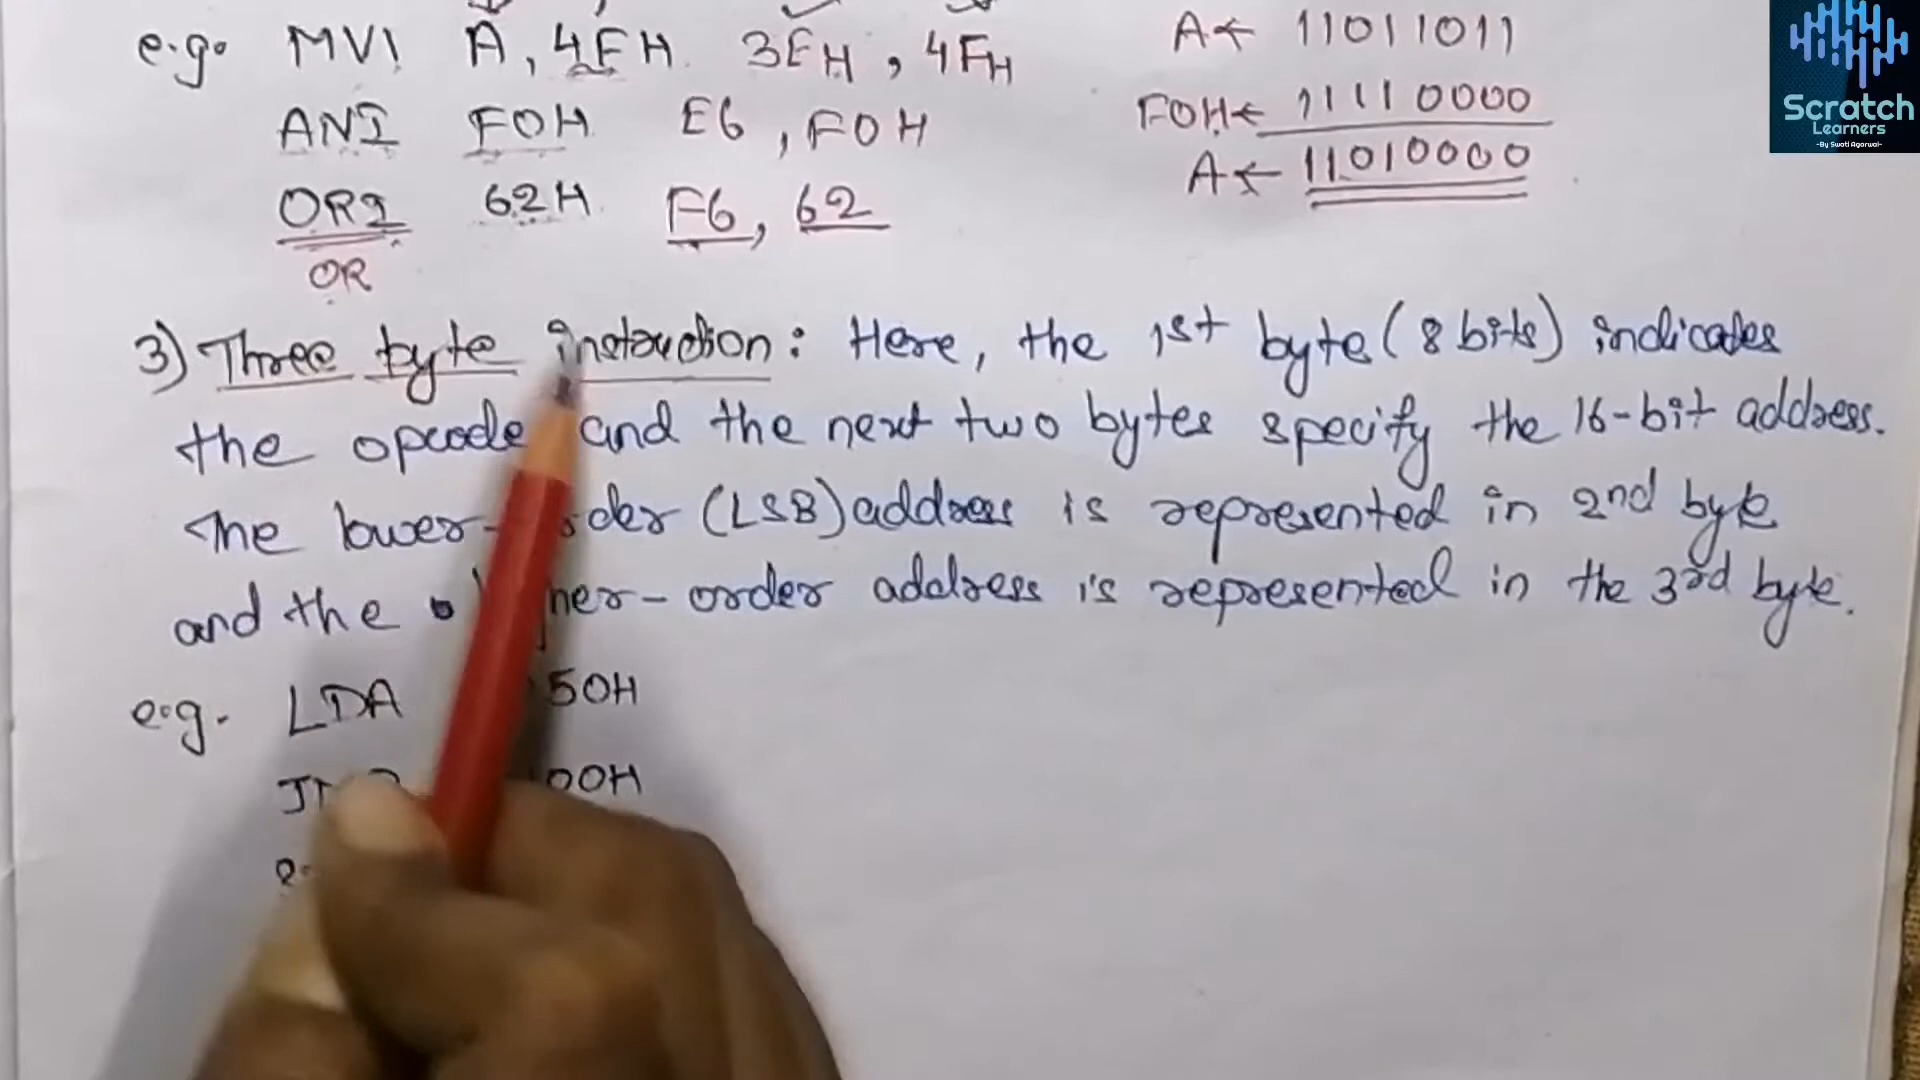 e.g. MVI A, 4FH 3EH, 4FH A← 11011011
ANI F0H E6, F0H F0H← 11110000
ORI 62H F6, 62 A← 11010000
OR
Scratch
Learners
-By Swati Agarwal-
3) Three byte instruction: Here, the 1st byte (8 bits) indicates
the opcode and the next two bytes specify the 16-bit address.
The lower-order (LSB) address is represented in 2nd byte
and the higher-order address is represented in the 3rd byte.
e.g. LDA 50H
00H